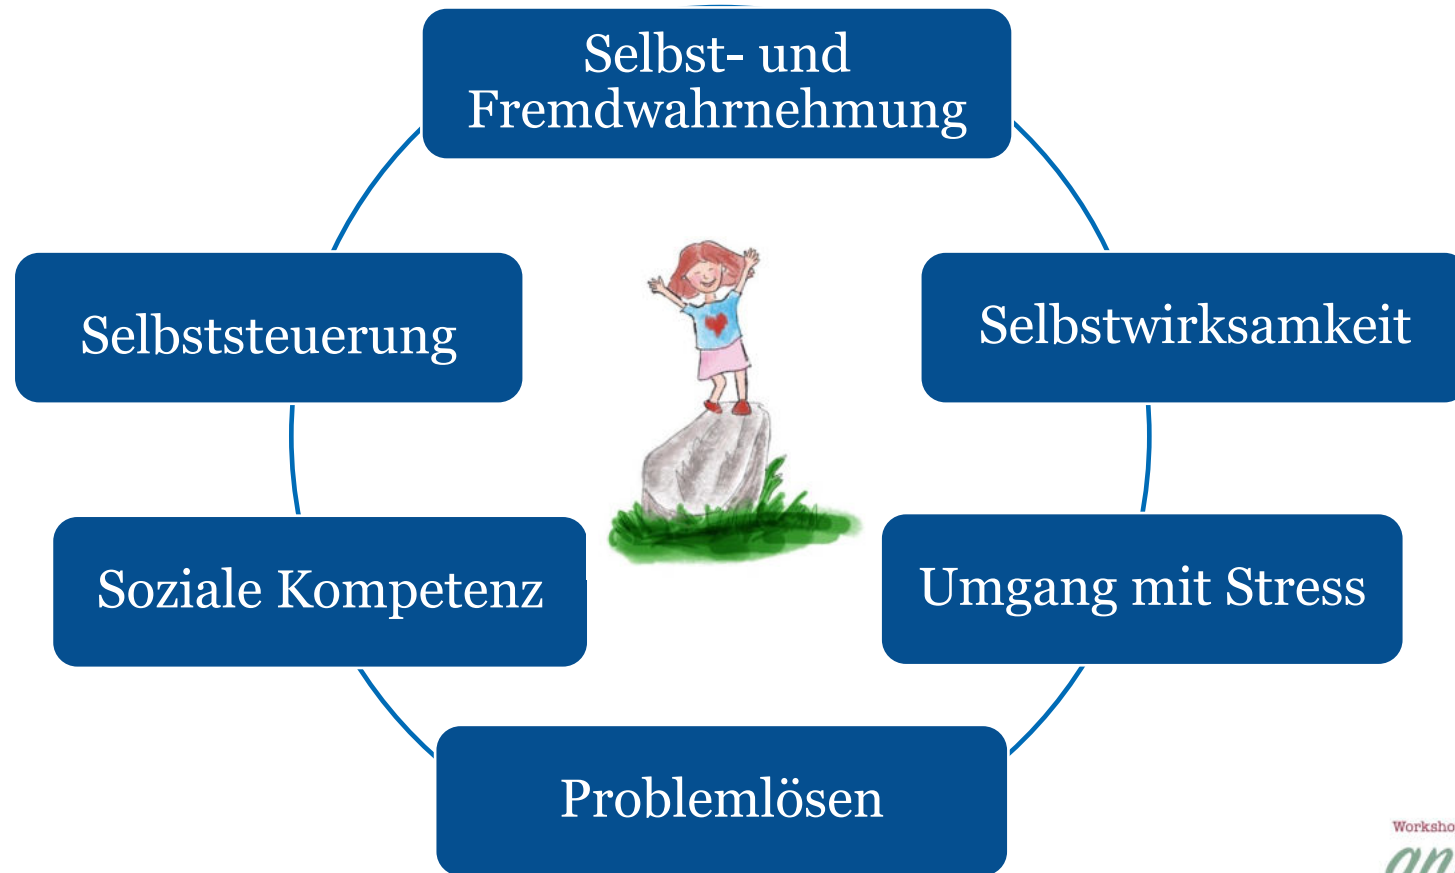 Selbst- und
Fremdwahrnehmung
Selbststeuerung
Selbstwirksamkeit
Soziale Kompetenz
Umgang mit Stress
Problemlösen